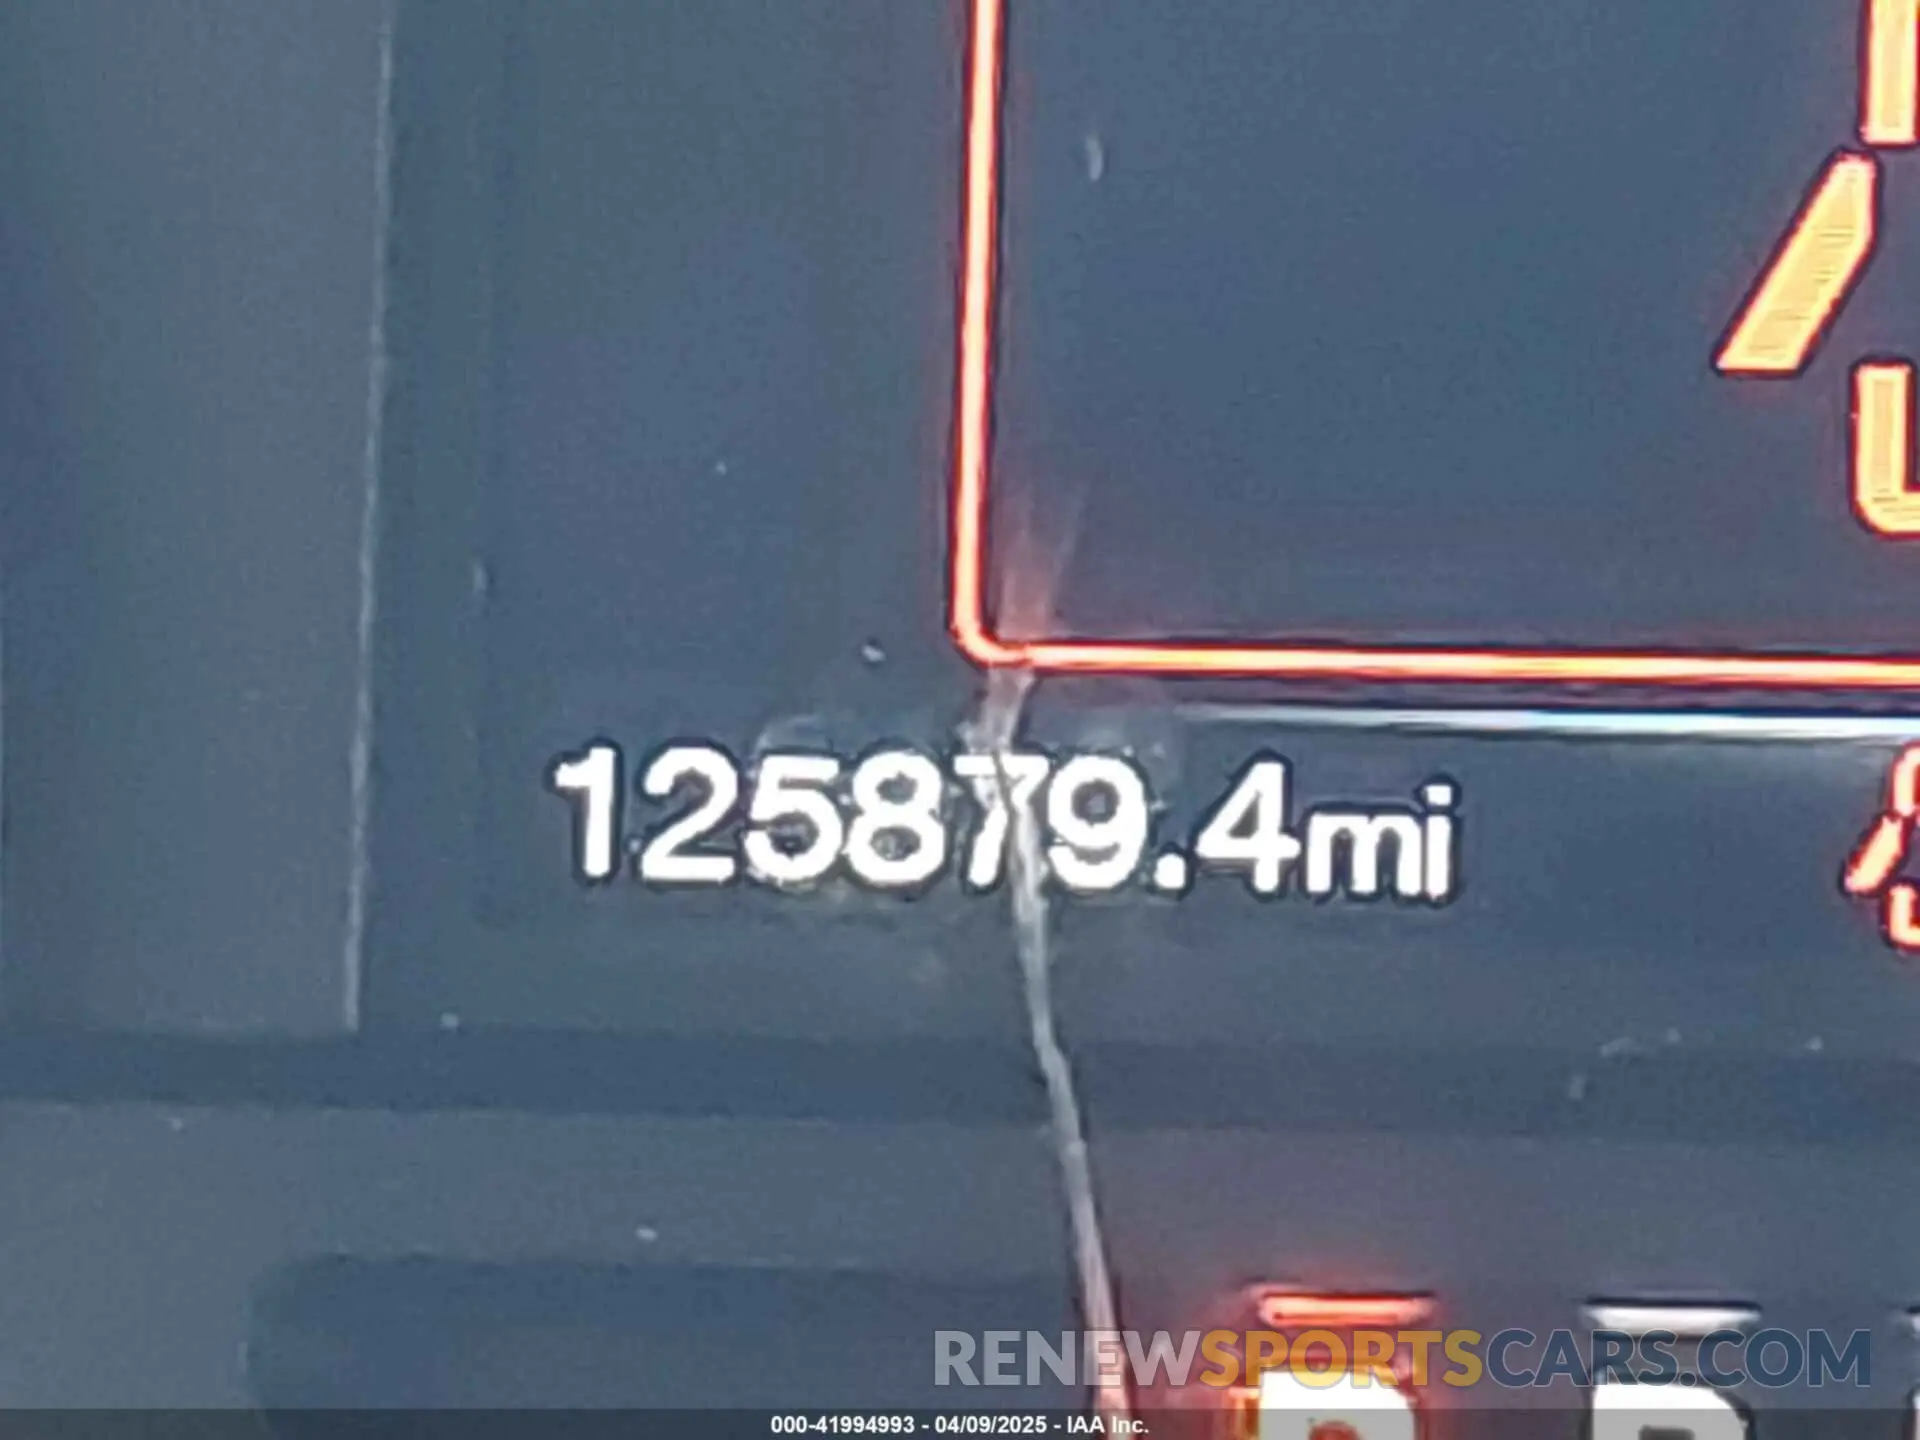 125879.4mi
P R
RENEWSPORTSCARS.COM
000-41994993 - 04/09/2025 - IAA Inc.